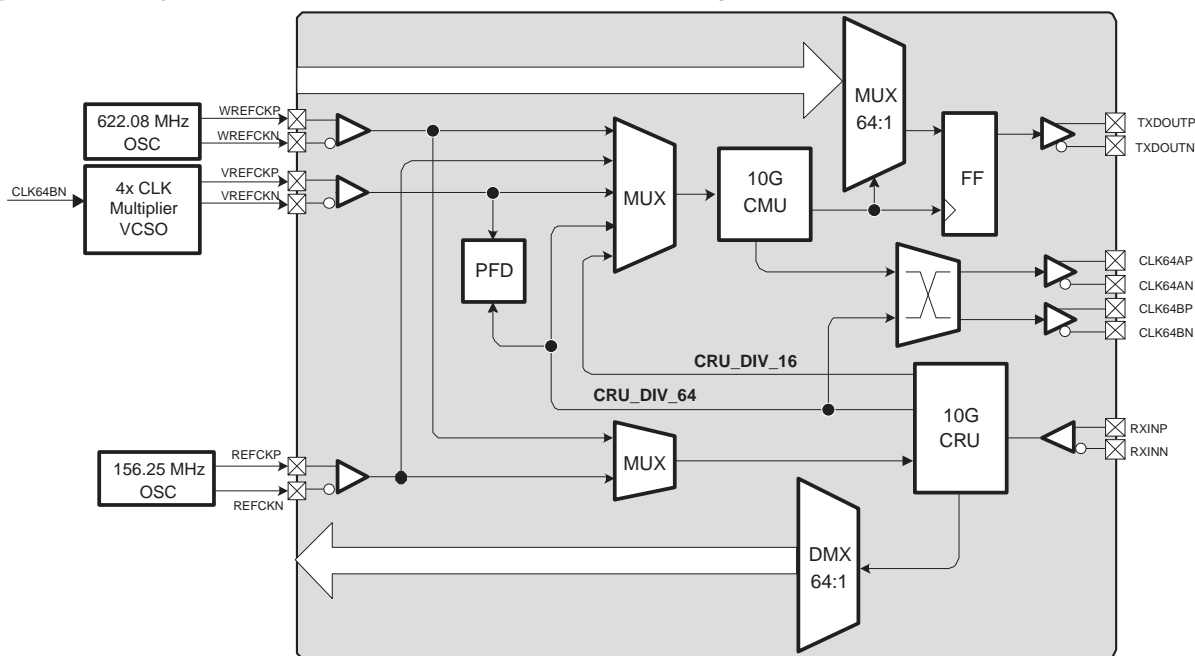 622.08 MHz
OSC
WREFCKP
WREFCKN
CLK64BN
4x CLK
Multiplier
VCSO
VREFCKP
VREFCKN
PFD
MUX
10G
CMU
MUX
64:1
FF
TXDOUTP
TXDOUTN
CLK64AP
CLK64AN
CLK64BP
CLK64BN
CRU_DIV_16
CRU_DIV_64
10G
CRU
RXINP
RXINN
156.25 MHz
OSC
REFCKP
REFCKN
MUX
DMX
64:1